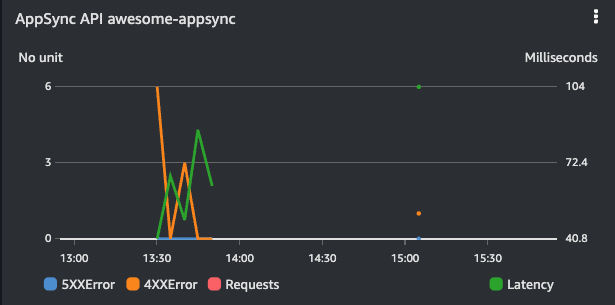 AppSync API awesome-appsync
No unit Milliseconds
6 104
3 72.4
0 40.8
13:00 13:30 14:00 14:30 15:00 15:30
5XXError 4XXError Requests Latency